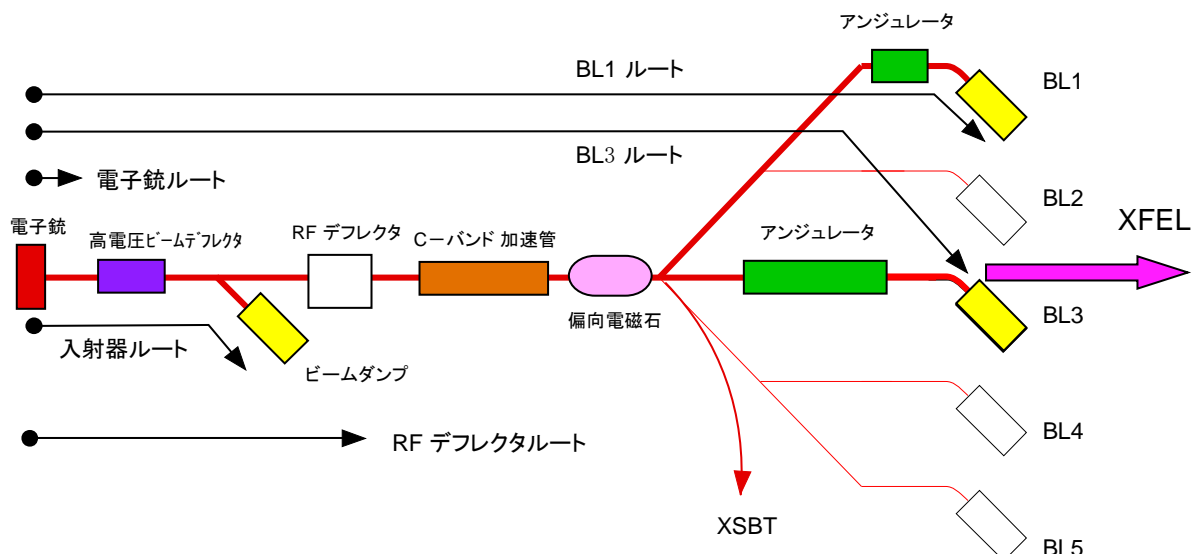 アンジュレータ
BL1 ルート
BL1
BL3 ルート
電子銃ルート
BL2
XFEL
電子銃
高電圧ビームデフレクタ
RF デフレクタ
C－バンド 加速管
アンジュレータ
偏向電磁石
BL3
入射器ルート
ビームダンプ
RF デフレクタルート
BL4
XSBT
BL5